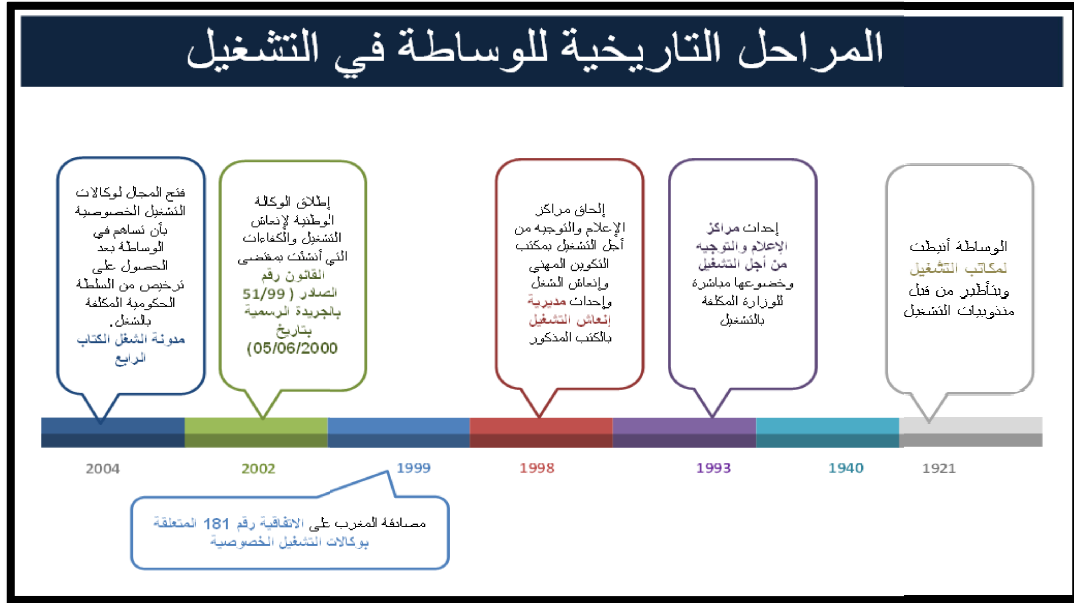 المراحل التاريخية للوساطة في التشغيل
الوساطة أنيطت
لمكاتب التشغيل
وبتأطير من قبل
مندوبيات التشغيل
إحداث مراكز
الإعلام والتوجيه
من أجل التشغيل
وخضوعها مباشرة
للوزارة المكلفة
بالتشغيل
إلحاق مراكز
الإعلام والتوجيه من
أجل التشغيل بمكتب
التكوين المهني
وإنعاش الشغل
وإحداث مديرية
إنعاش التشغيل
بالكتب المذكور
إطلاق الوكالة
الوطنية لإنعاش
التشغيل والكفاءات
التي أنشئت بمقتضى
القانون رقم
51/99 ( الصادر
بالجريدة الرسمية
بتاريخ
05/06/2000)
فتح المجال لوكالات
التشغيل الخصوصية
بأن تساهم في
الوساطة بعد
الحصول على
ترخيص من السلطة
الحكومية المكلفة
بالشغل.
مدونة الشغل الكتاب
الرابع
1921
1940
1993
1998
1999
2002
2004
مصادقة المغرب على الاتفاقية رقم 181 المتعلقة
بوكالات التشغيل الخصوصية